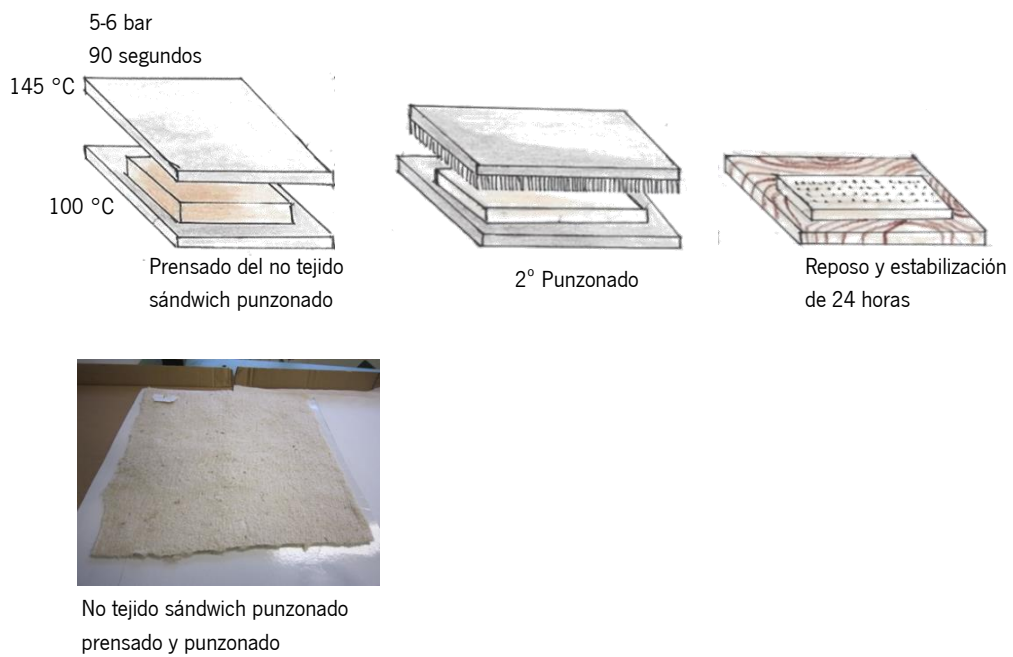 5-6 bar
90 segundos
145 °C
100 °C
Prensado del no tejido
sándwich punzonado
2° Punzonado
Reposo y estabilización
de 24 horas
No tejido sándwich punzonado
prensado y punzonado